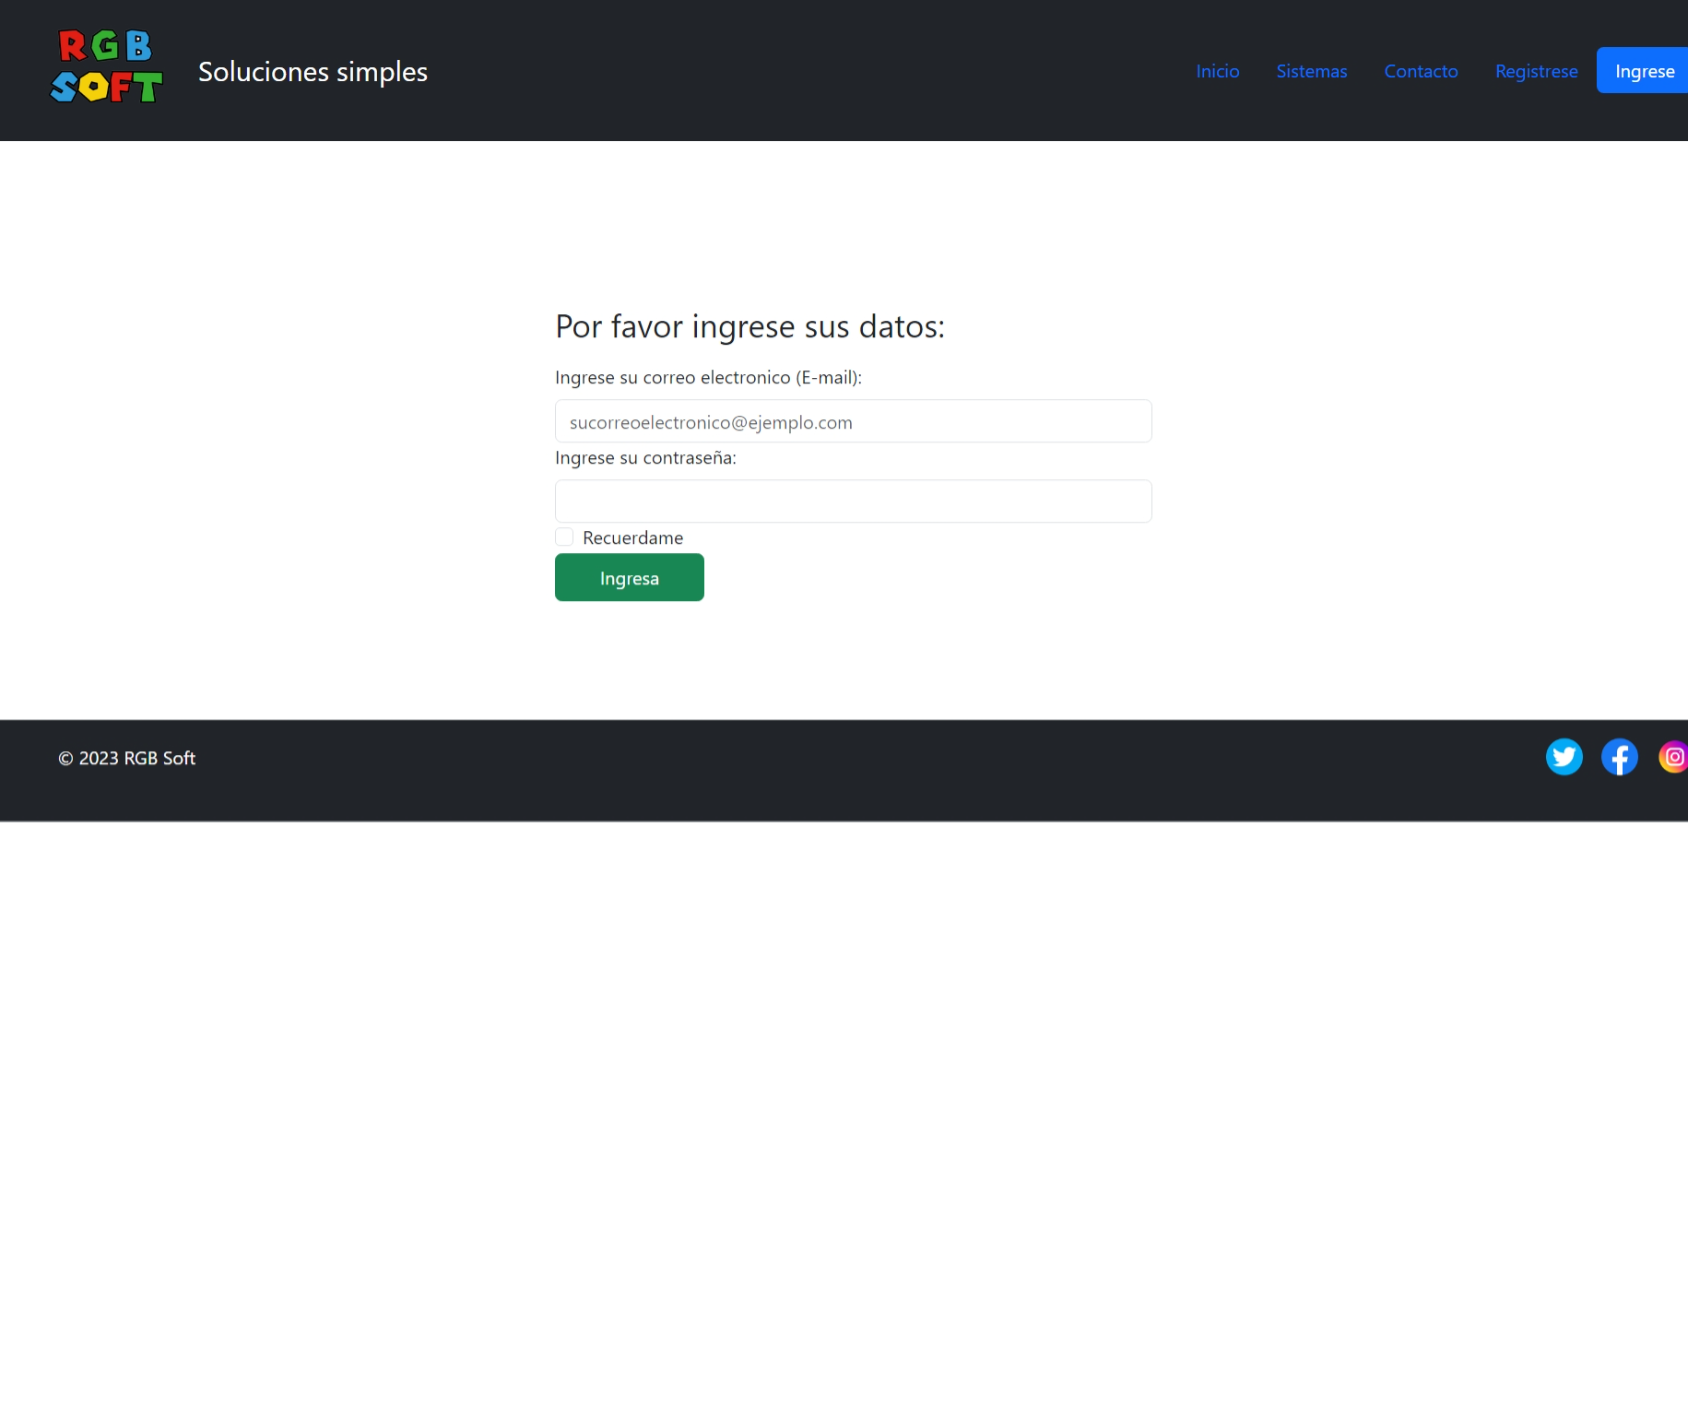 RGB
SOFT
Soluciones simples
Inicio Sistemas Contacto Registrese Ingrese
Por favor ingrese sus datos:
Ingrese su correo electronico (E-mail):
sucorreoelectronico@ejemplo.com
Ingrese su contraseña:
Recuerdame
Ingresa
© 2023 RGB Soft